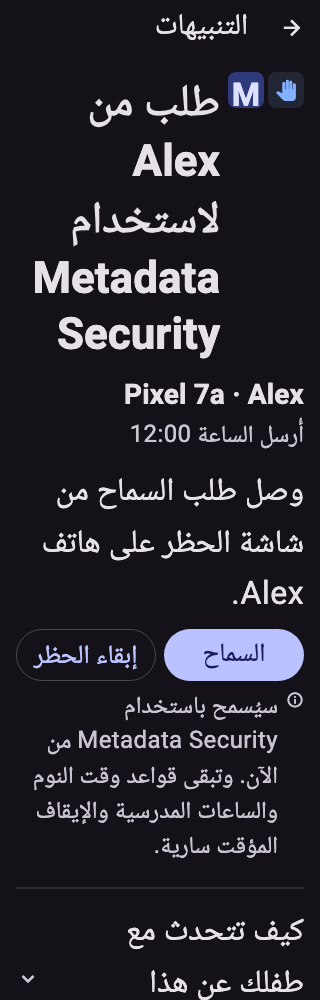 التنبيهات
M
طلب من
Alex
لاستخدام
Metadata
Security
Pixel 7a · Alex
أُرسل الساعة 12:00
وصل طلب السماح من
شاشة الحظر على هاتف
Alex.
السماح
إبقاء الحظر
سيُسمح باستخدام
Metadata Security من
الآن. وتبقى قواعد وقت النوم
والساعات المدرسية والإيقاف
المؤقت سارية.
كيف تتحدث مع
طفلك عن هذا